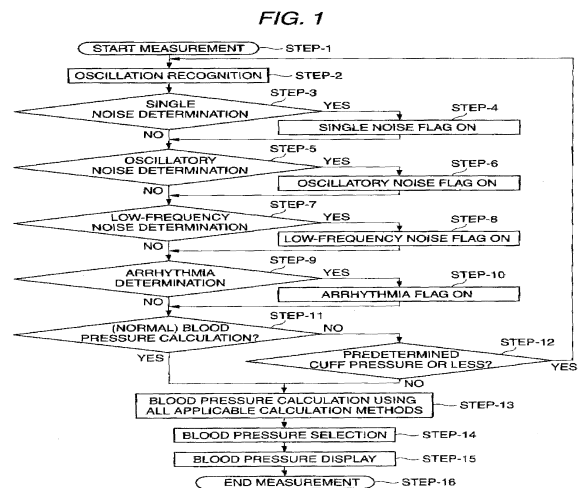 FIG. 1
START MEASUREMENT
STEP-1
OSCILLATION RECOGNITION
STEP-2
SINGLE
NOISE DETERMINATION
STEP-3
YES
NO
STEP-4
SINGLE NOISE FLAG ON
OSCILLATORY
NOISE DETERMINATION
STEP-5
YES
NO
STEP-6
OSCILLATORY NOISE FLAG ON
LOW-FREQUENCY
NOISE DETERMINATION
STEP-7
YES
NO
STEP-8
LOW-FREQUENCY NOISE FLAG ON
ARRHYTHMIA
DETERMINATION
STEP-9
YES
NO
STEP-10
ARRHYTHMIA FLAG ON
(NORMAL) BLOOD
PRESSURE CALCULATION?
STEP-11
NO
YES
PREDETERMINED
CUFF PRESSURE OR LESS?
STEP-12
YES
NO
BLOOD PRESSURE CALCULATION USING
ALL APPLICABLE CALCULATION METHODS
STEP-13
BLOOD PRESSURE SELECTION
STEP-14
BLOOD PRESSURE DISPLAY
STEP-15
END MEASUREMENT
STEP-16